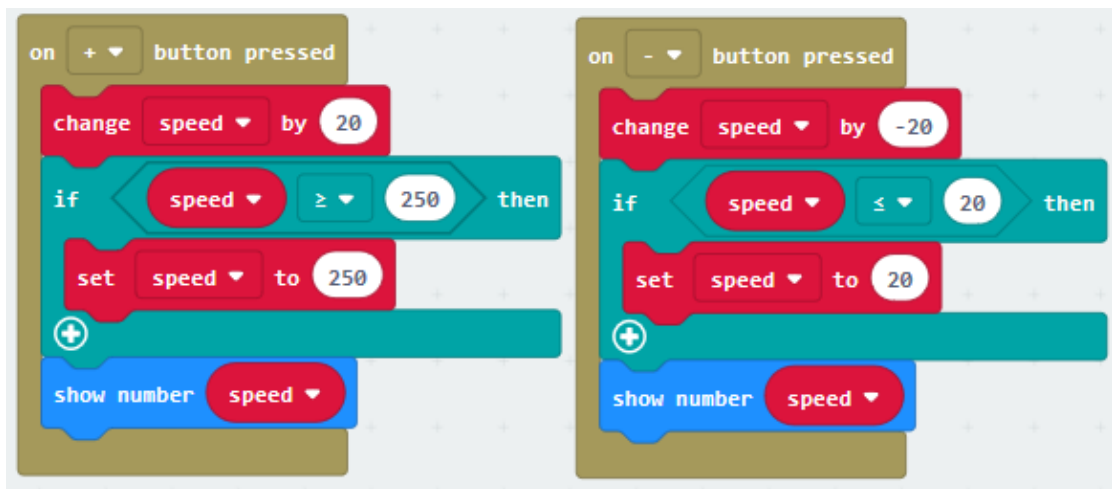 on + button pressed
change speed by 20
if speed ≥ 250 then
set speed to 250
show number speed
on - button pressed
change speed by -20
if speed ≤ 20 then
set speed to 20
show number speed